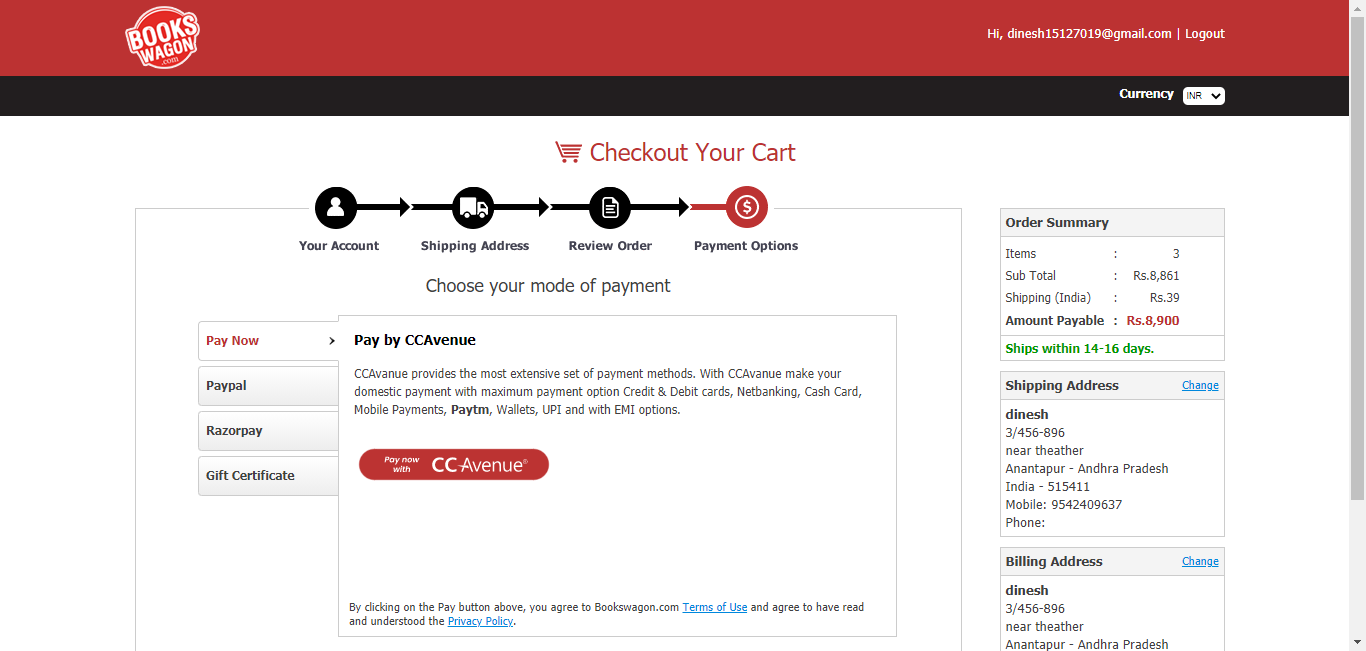 BOOKS
WAGON
.com
Hi, dinesh15127019@gmail.com | Logout
Currency INR
Checkout Your Cart
Your Account
Shipping Address
Review Order
Payment Options
Choose your mode of payment
Pay Now
Paypal
Razorpay
Gift Certificate
Pay by CCAvenue
CCAvanue provides the most extensive set of payment methods. With CCAvanue make your
domestic payment with maximum payment option Credit & Debit cards, Netbanking, Cash Card,
Mobile Payments, Paytm, Wallets, UPI and with EMI options.
Pay now
with CCAvenue®
By clicking on the Pay button above, you agree to Bookswagon.com Terms of Use and agree to have read
and understood the Privacy Policy.
Order Summary
Items : 3
Sub Total : Rs.8,861
Shipping (India) : Rs.39
Amount Payable : Rs.8,900
Ships within 14-16 days.
Shipping Address Change
dinesh
3/456-896
near theather
Anantapur - Andhra Pradesh
India - 515411
Mobile: 9542409637
Phone:
Billing Address Change
dinesh
3/456-896
near theather
Anantapur - Andhra Pradesh